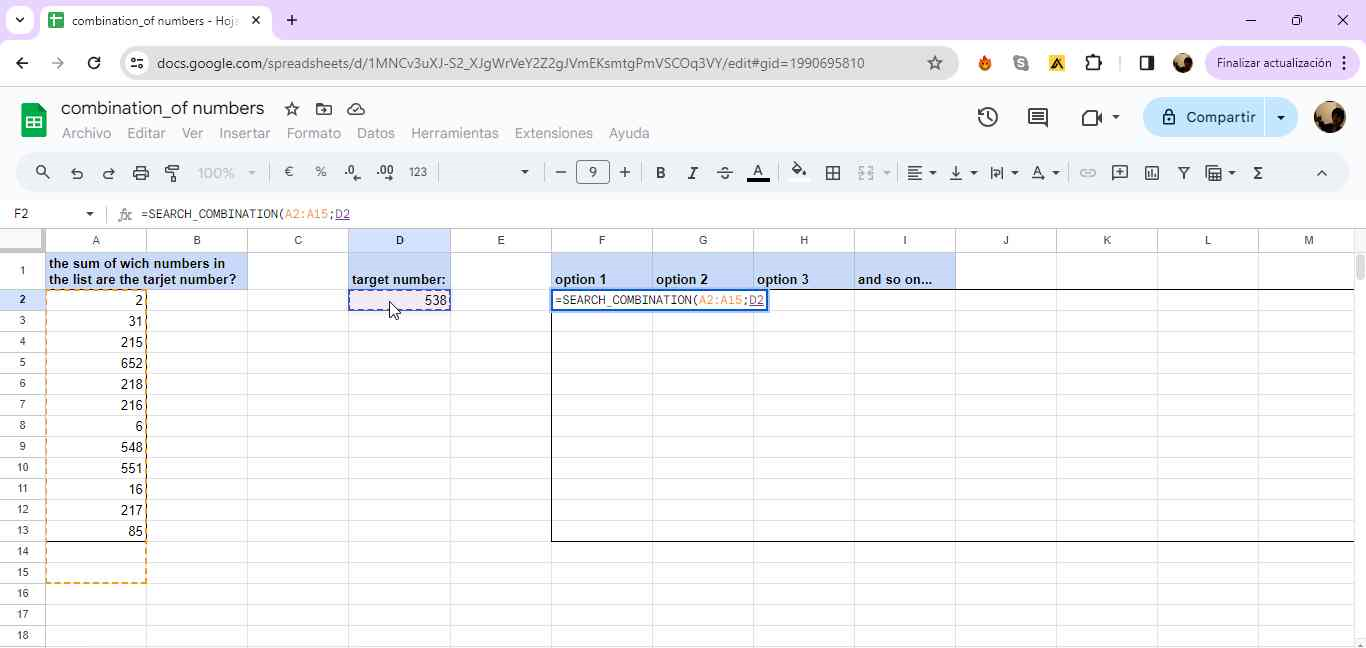 combination_of numbers - Hoja
docs.google.com/spreadsheets/d/1MNCv3uXJ-S2_XJgWrVeY2Z2gJVmEKsmtgPmVSCOq3VY/edit#gid=1990695810
Finalizar actualización
combination_of numbers
Archivo Editar Ver Insertar Formato Datos Herramientas Extensiones Ayuda
Compartir
100% € % .0 .00 123 9 B I S A A Σ
F2 fx =SEARCH_COMBINATION(A2:A15;D2
A B C D E F G H I J K L M
1 the sum of wich numbers in
the list are the tarjet number? target number: option 1 option 2 option 3 and so on...
2 2 538 =SEARCH_COMBINATION(A2:A15;D2
3 31
4 215
5 652
6 218
7 216
8 6
9 548
10 551
11 16
12 217
13 85
14
15
16
17
18